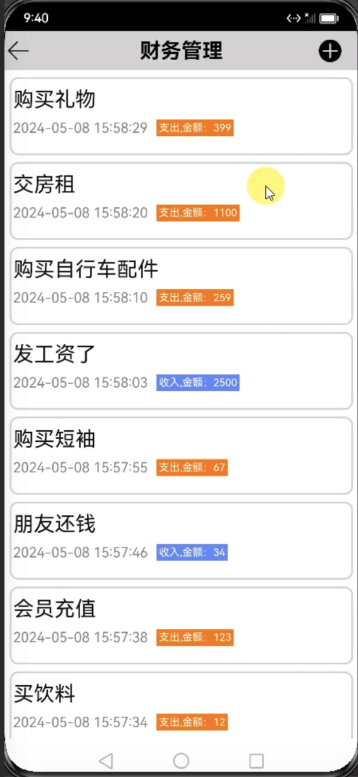 9:40
财务管理
购买礼物
2024-05-08 15:58:29 支出,金额: 399
交房租
2024-05-08 15:58:20 支出,金额: 1100
购买自行车配件
2024-05-08 15:58:10 支出,金额: 259
发工资了
2024-05-08 15:58:03 收入,金额: 2500
购买短袖
2024-05-08 15:57:55 支出,金额: 67
朋友还钱
2024-05-08 15:57:46 收入,金额: 34
会员充值
2024-05-08 15:57:38 支出,金额: 123
买饮料
2024-05-08 15:57:34 支出,金额: 12